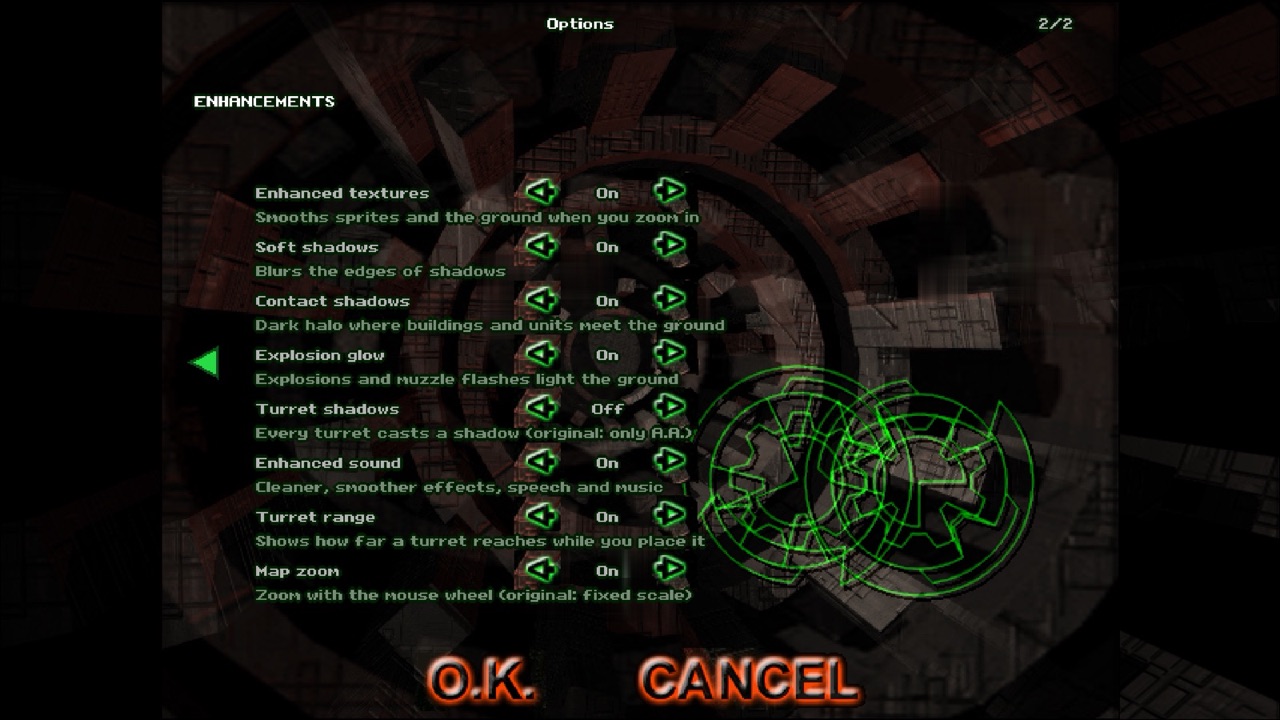 Options
2/2
ENHANCEMENTS
Enhanced textures On
Smooths sprites and the ground when you zoom in
Soft shadows On
Blurs the edges of shadows
Contact shadows On
Dark halo where buildings and units meet the ground
Explosion glow On
Explosions and muzzle flashes light the ground
Turret shadows Off
Every turret casts a shadow (original: only A.A.)
Enhanced sound On
Cleaner, smoother effects, speech and music
Turret range On
Shows how far a turret reaches while you place it
Map zoom On
Zoom with the mouse wheel (original: fixed scale)
O.K. CANCEL